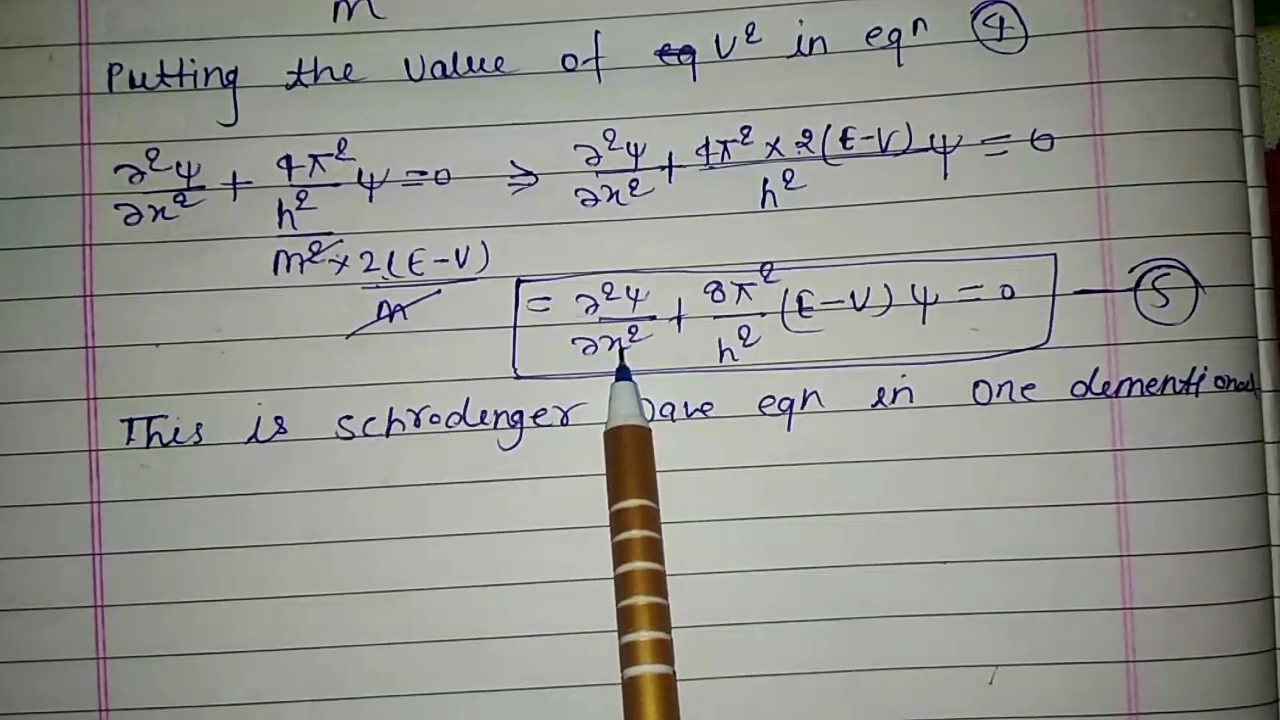 m
Putting the value of eq v² in eqn ④
∂²ψ/∂x² + 4π²/(h²/(m² × 2(E-V)/m)) ψ = 0 ⇒ ∂²ψ/∂x² + 4π² × 2(E-V)/h² ψ = 0
= ∂²ψ/∂x² + 8π²/h² (E-V) ψ = 0 — ⑤
This is schrodenger wave eqn in one dementional